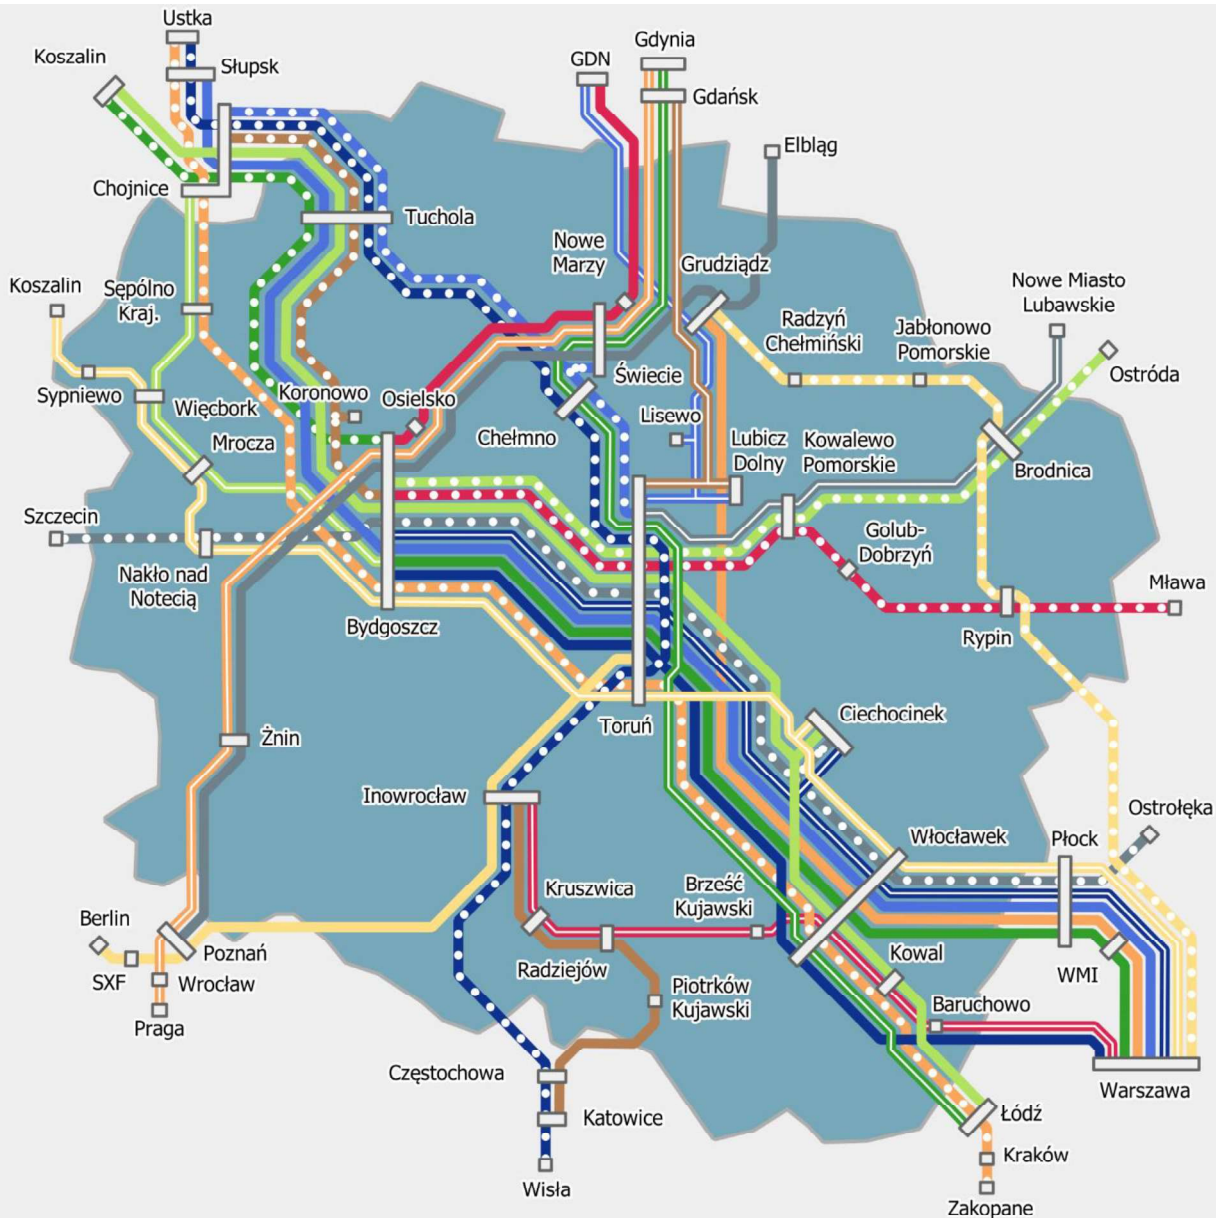 Ustka
Koszalin
Słupsk
GDN
Gdynia
Gdańsk
Elbląg
Chojnice
Tuchola
Nowe
Marzy
Grudziądz
Koszalin
Sępólno
Kraj.
Nowe Miasto
Lubawskie
Radzyń
Chełmiński
Jabłonowo
Pomorskie
Ostróda
Sypniewo
Więcbork
Koronowo
Osielsko
Świecie
Mrocza
Chełmno
Lisewo
Lubicz
Dolny
Kowalewo
Pomorskie
Brodnica
Szczecin
Golub-
Dobrzyń
Nakło nad
Notecią
Mława
Bydgoszcz
Rypin
Żnin
Toruń
Ciechocinek
Inowrocław
Ostrołęka
Włocławek
Płock
Kruszwica
Brześć
Kujawski
Berlin
SXF
Poznań
Wrocław
Praga
Radziejów
Piotrków
Kujawski
Kowal
WMI
Baruchowo
Częstochowa
Warszawa
Katowice
Łódź
Kraków
Wisła
Zakopane